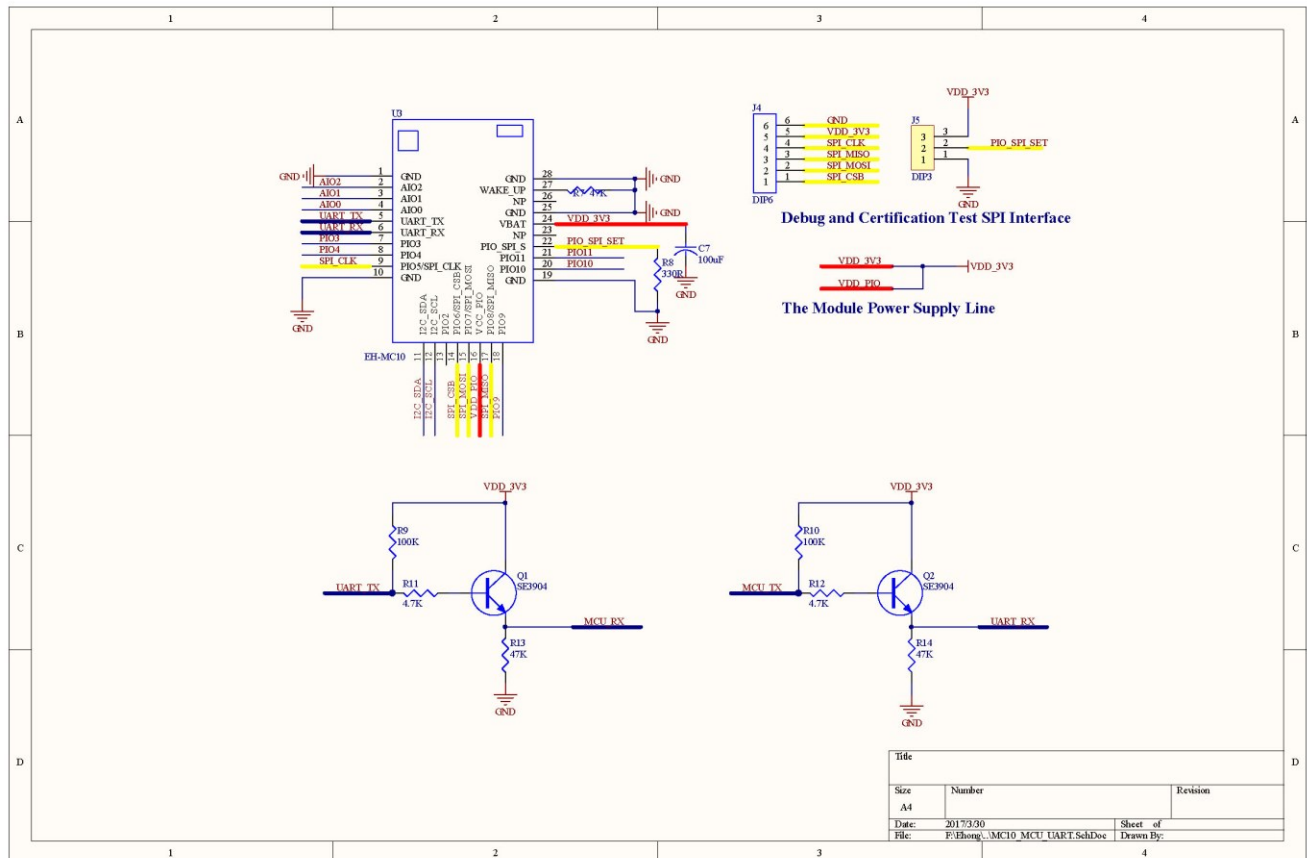 1 2 3 4
A
B
C
D
A
B
C
D
U3
1 GND
2 AIO2
3 AIO1
4 AIO0
5 UART_TX
6 UART_RX
7 PIO3
8 PIO4
9 PIO5/SPI_CLK
10 GND
GND
AIO2
AIO1
AIO0
UART_TX
UART_RX
PIO3
PIO4
SPI_CLK
GND
GND 28
WAKE_UP 27
NP 26
GND 25
VBAT 24
NP 23
PIO_SPI_S 22
PIO11 21
PIO10 20
GND 19
GND
GND
VDD_3V3
PIO_SPI_SET
PIO11
PIO10
C7
100uF
GND
R8
330R
GND
I2C_SDA
I2C_SCL
PIO2
PIO6/SPI_CSB
PIO7/SPI_MOSI
VCC_PIO
PIO8/SPI_MISO
PIO9
EH-MC10
11 12 13 14 15 16 17 18
I2C_SDA
I2C_SCL
SPI_CSB
SPI_MOSI
VDD_PIO
SPI_MISO
PIO9
J4
6 6 GND
5 5 VDD_3V3
4 4 SPI_CLK
3 3 SPI_MISO
2 2 SPI_MOSI
1 1 SPI_CSB
DIP6
VDD_3V3
J5
3 3
2 2 PIO_SPI_SET
1 1
DIP3
GND
Debug and Certification Test SPI Interface
VDD_3V3
VDD_3V3
VDD_PIO
The Module Power Supply Line
VDD_3V3
R9
100K
UART_TX
R11
4.7K
Q1
SE3904
MCU_RX
R13
47K
GND
VDD_3V3
R10
100K
MCU_TX
R12
4.7K
Q2
SE3904
UART_RX
R14
47K
GND
Title
Size Number Revision
A4
Date: 2017/3/30 Sheet of
File: F:\Ehong\..\MC10_MCU_UART.SchDoc Drawn By:
1 2 3 4